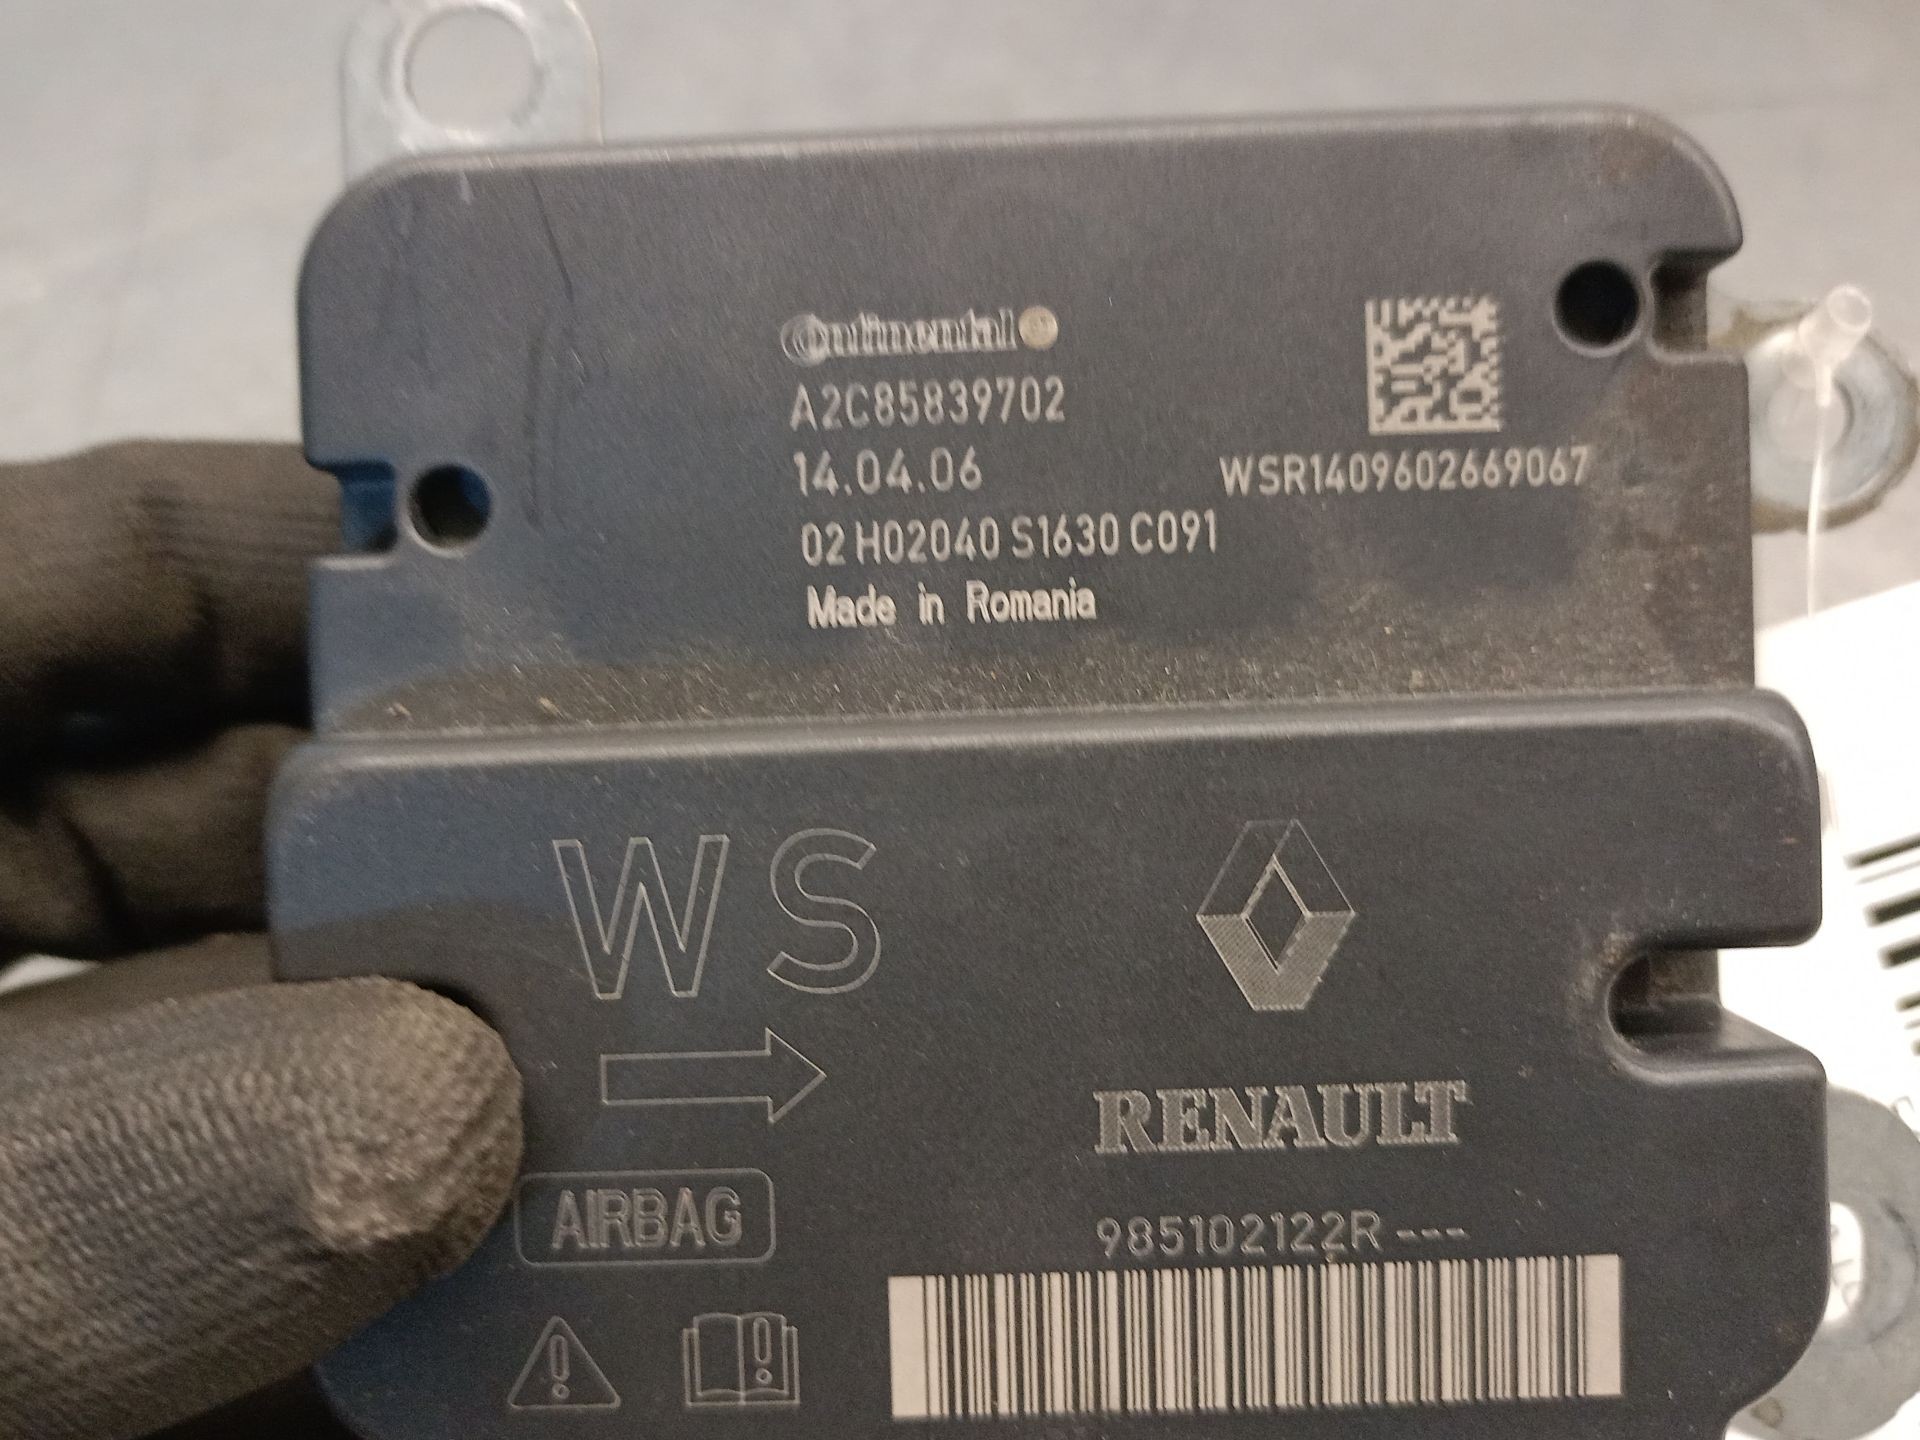 Continental
A2C85839702
14.04.06
WSR1409602669067
02 H02040 S1630 C091
Made in Romania
WS
RENAULT
AIRBAG
985102122R---